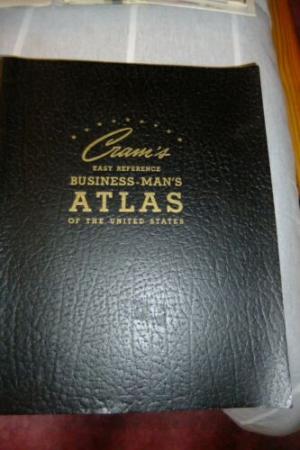 Cram's
EASY REFERENCE
BUSINESS-MAN'S
ATLAS
OF THE UNITED STATES